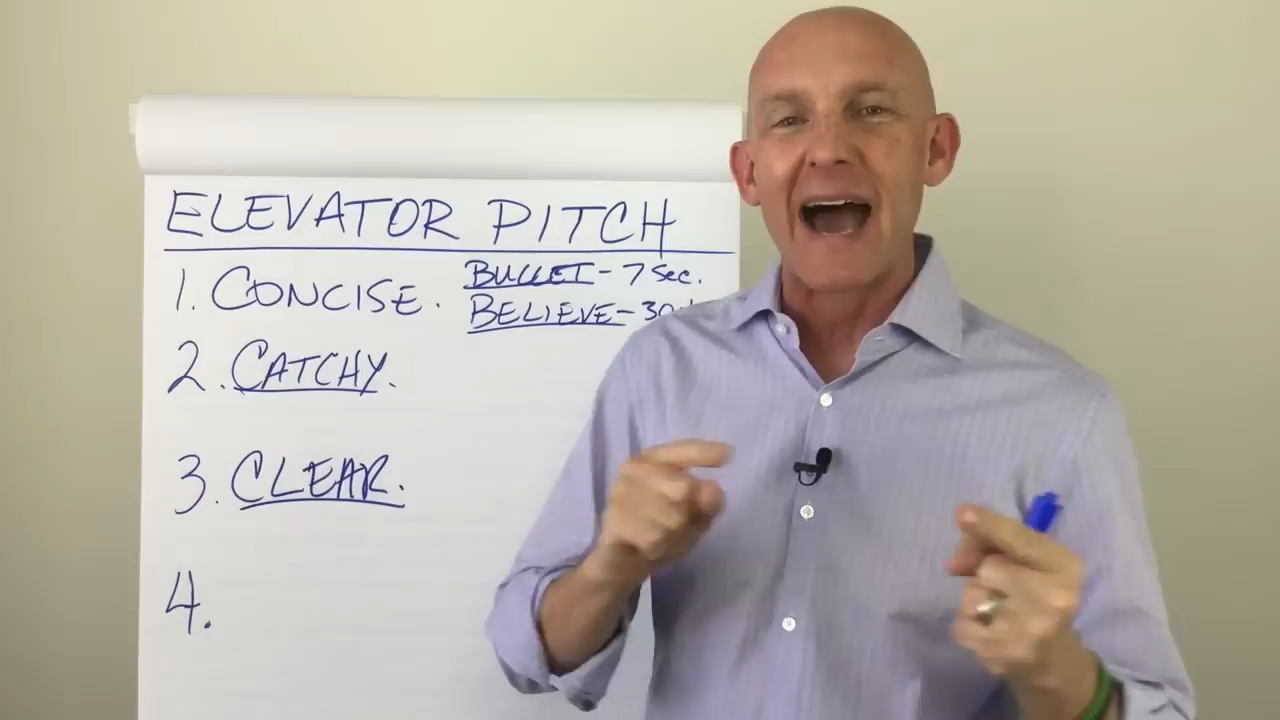 ELEVATOR PITCH
1. CONCISE. BULLET - 7 Sec.
BELIEVE - 30
2. CATCHY.
3. CLEAR.
4.